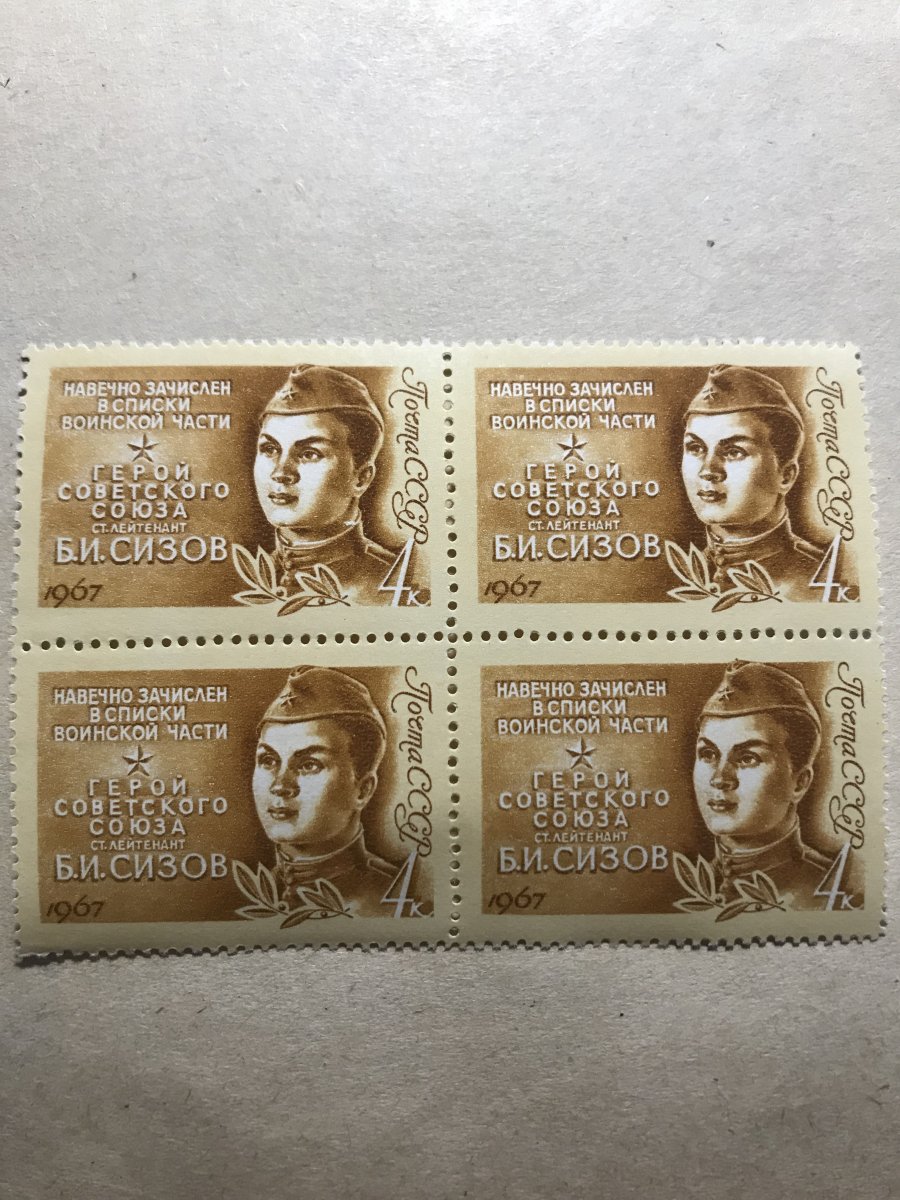 НАВЕЧНО ЗАЧИСЛЕН
В СПИСКИ
ВОИНСКОЙ ЧАСТИ
ГЕРОЙ
СОВЕТСКОГО
СОЮЗА
СТ. ЛЕЙТЕНАНТ
Б.И. СИЗОВ
1967
Почта СССР
4к
НАВЕЧНО ЗАЧИСЛЕН
В СПИСКИ
ВОИНСКОЙ ЧАСТИ
ГЕРОЙ
СОВЕТСКОГО
СОЮЗА
СТ. ЛЕЙТЕНАНТ
Б.И. СИЗОВ
1967
Почта СССР
4к
НАВЕЧНО ЗАЧИСЛЕН
В СПИСКИ
ВОИНСКОЙ ЧАСТИ
ГЕРОЙ
СОВЕТСКОГО
СОЮЗА
СТ. ЛЕЙТЕНАНТ
Б.И. СИЗОВ
1967
Почта СССР
4к
НАВЕЧНО ЗАЧИСЛЕН
В СПИСКИ
ВОИНСКОЙ ЧАСТИ
ГЕРОЙ
СОВЕТСКОГО
СОЮЗА
СТ. ЛЕЙТЕНАНТ
Б.И. СИЗОВ
1967
Почта СССР
4к